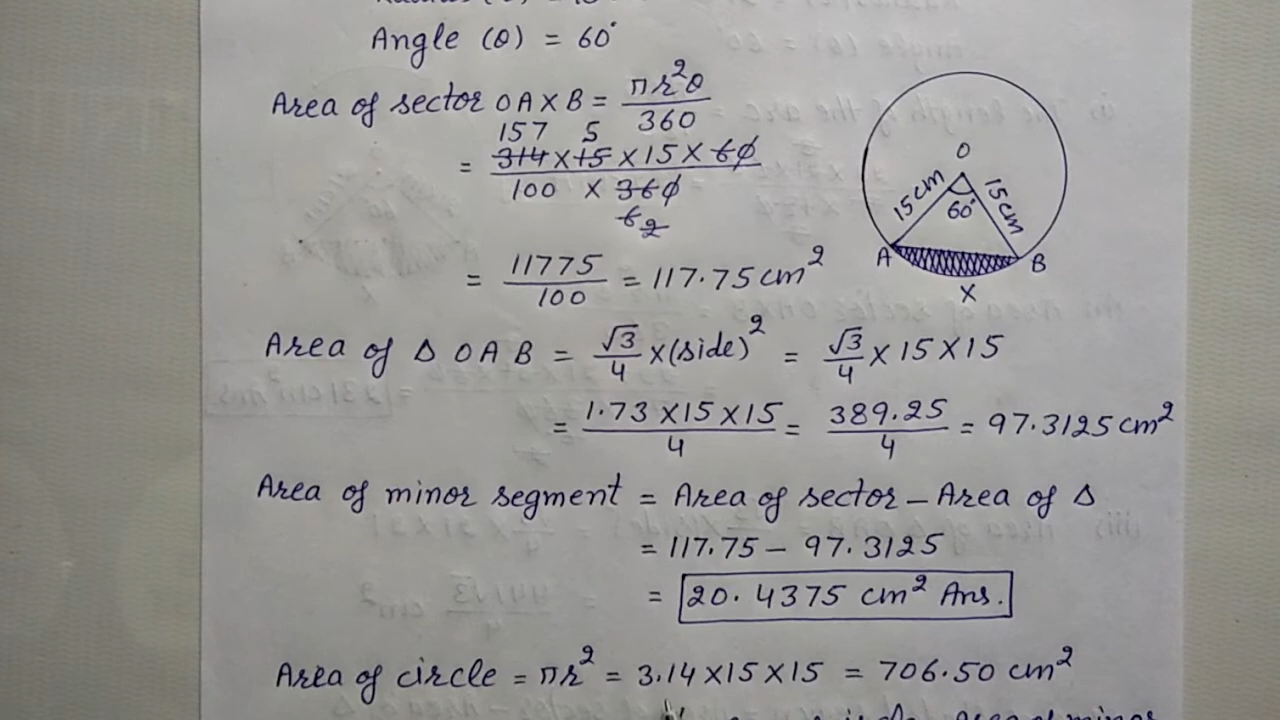 Angle (θ) = 60°
Area of sector OAXB = πr²θ / 360
157 5
= 314 × 15 × 15 × 60 / 100 × 360
6 2
= 11775 / 100 = 117.75 cm²
O
15cm 15cm
60°
A B
X
Area of Δ OAB = √3/4 × (side)² = √3/4 × 15 × 15
= 1.73 × 15 × 15 / 4 = 389.25 / 4 = 97.3125 cm²
Area of minor segment = Area of sector – Area of Δ
= 117.75 – 97.3125
= 20.4375 cm² Ans.
Area of circle = πr² = 3.14 × 15 × 15 = 706.50 cm²